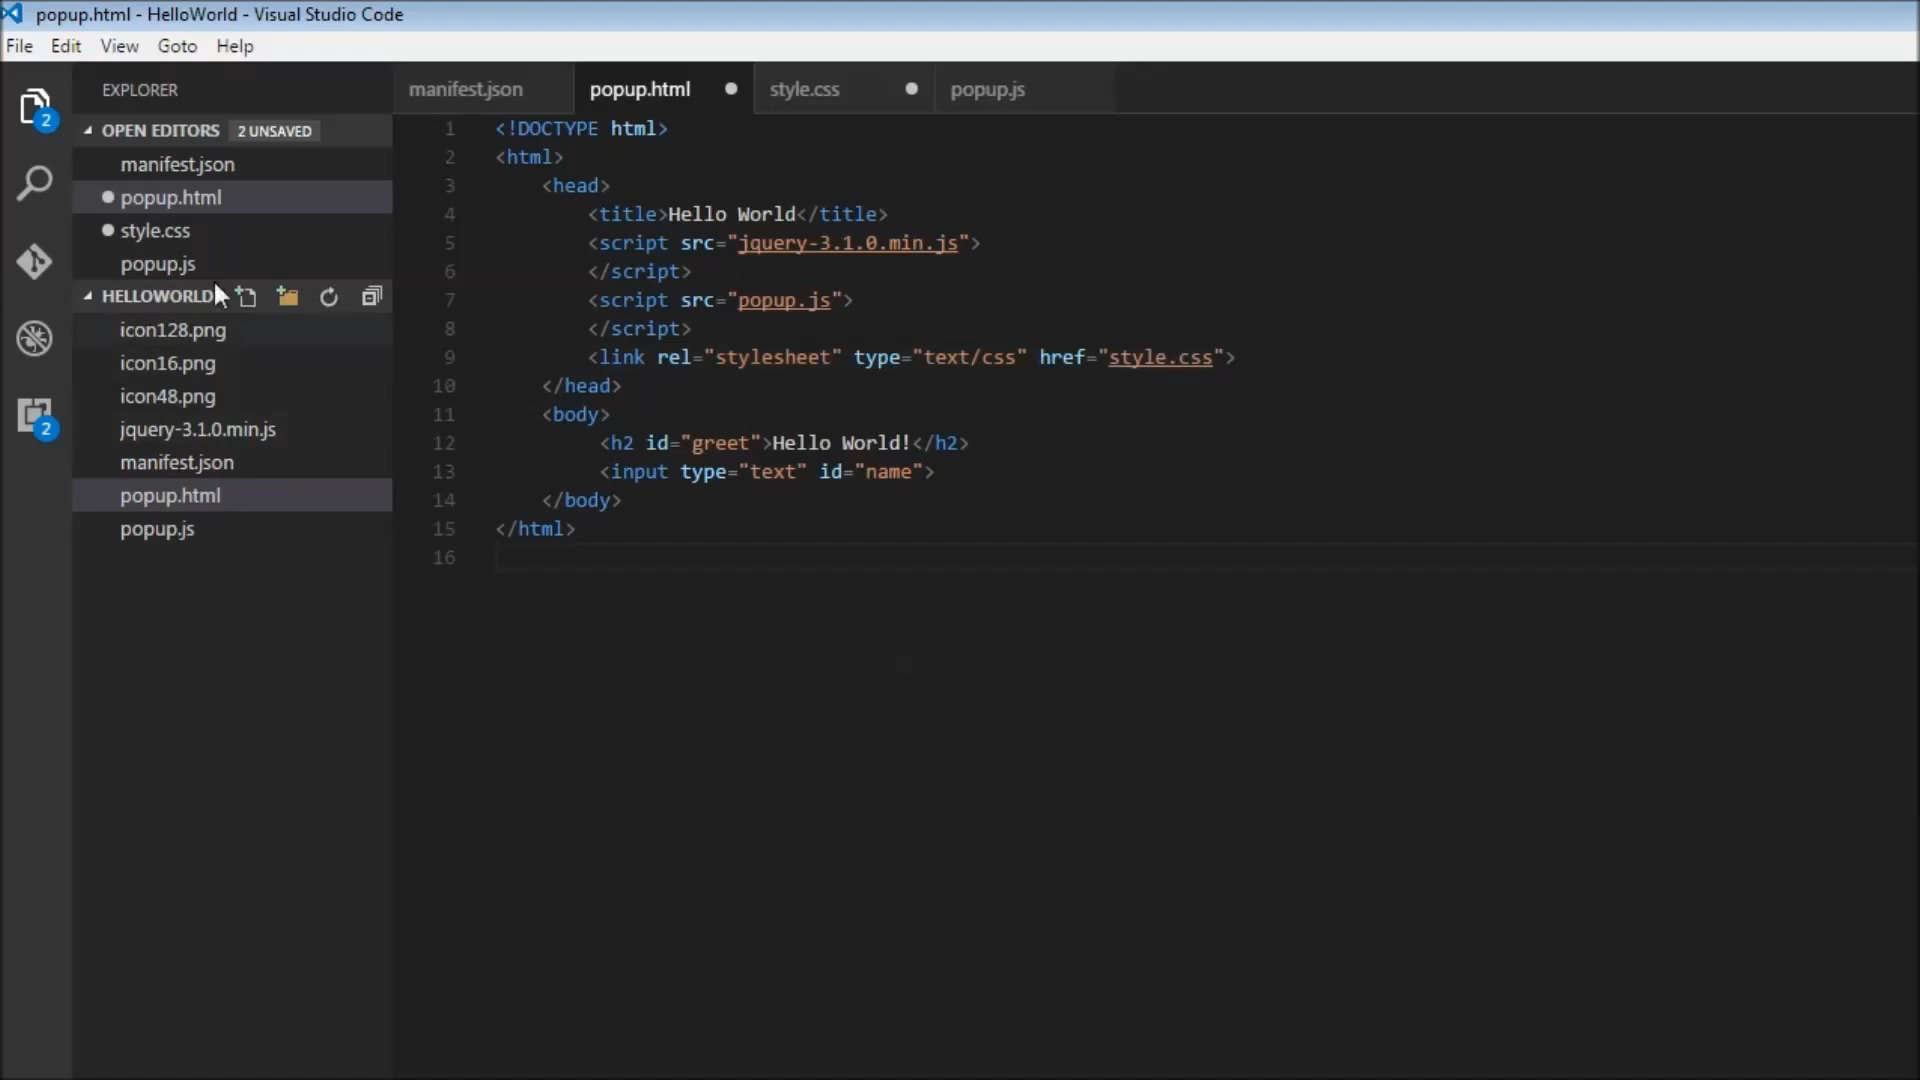 popup.html - HelloWorld - Visual Studio Code
File Edit View Goto Help
EXPLORER
OPEN EDITORS 2 UNSAVED
manifest.json
popup.html
style.css
popup.js
HELLOWORLD
icon128.png
icon16.png
icon48.png
jquery-3.1.0.min.js
manifest.json
popup.html
popup.js
2
2
manifest.json popup.html style.css popup.js
1 <!DOCTYPE html>
2 <html>
3 <head>
4 <title>Hello World</title>
5 <script src="jquery-3.1.0.min.js">
6 </script>
7 <script src="popup.js">
8 </script>
9 <link rel="stylesheet" type="text/css" href="style.css">
10 </head>
11 <body>
12 <h2 id="greet">Hello World!</h2>
13 <input type="text" id="name">
14 </body>
15 </html>
16